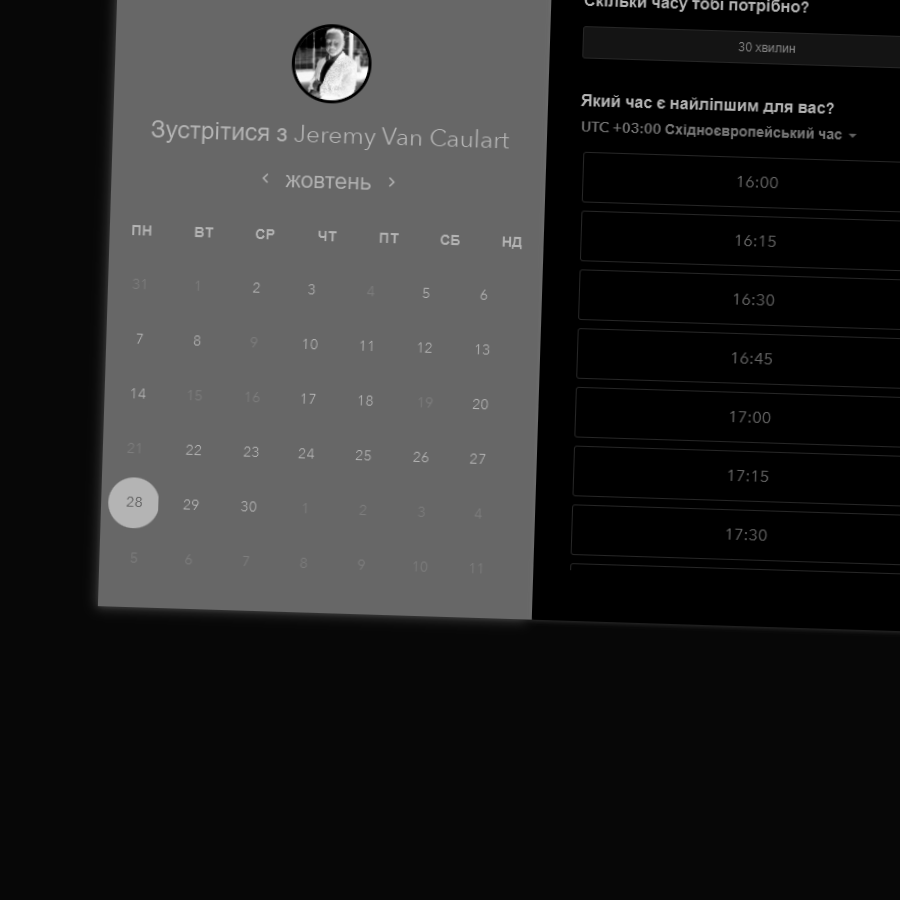 Зустрітися з Jeremy Van Caulart
жовтень
ПН ВТ СР ЧТ ПТ СБ НД
31 1 2 3 4 5 6
7 8 9 10 11 12 13
14 15 16 17 18 19 20
21 22 23 24 25 26 27
28 29 30 1 2 3 4
5 6 7 8 9 10 11
Скільки часу тобі потрібно?
30 хвилин
Який час є найліпшим для вас?
UTC +03:00 Східноєвропейський час
16:00
16:15
16:30
16:45
17:00
17:15
17:30